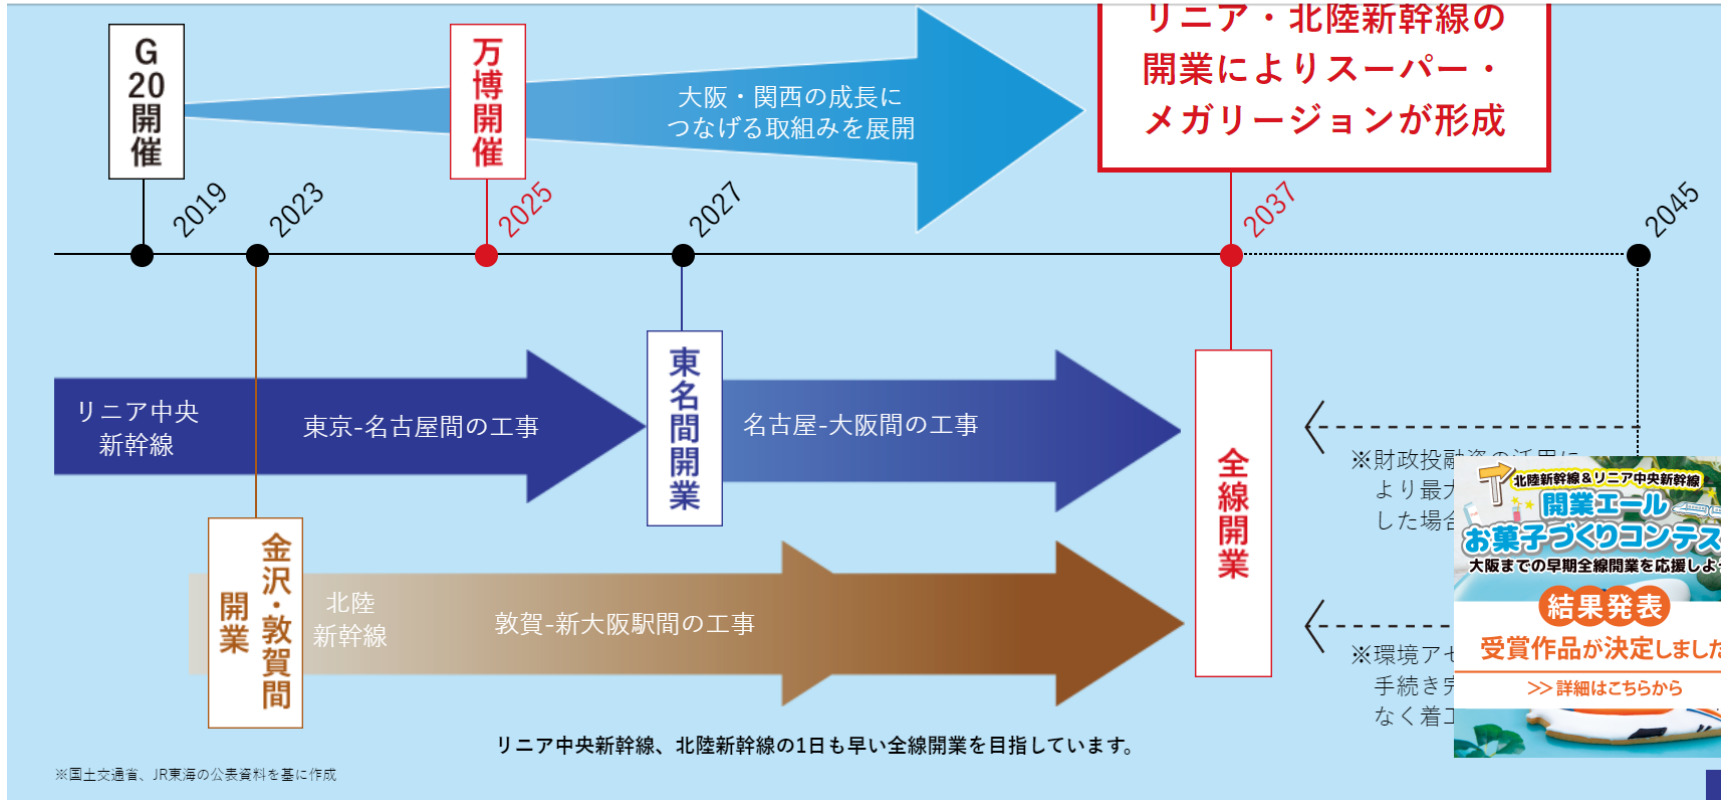 G20開催
万博開催
大阪・関西の成長に
つなげる取組みを展開
リニア・北陸新幹線の
開業によりスーパー・
メガリージョンが形成
2019
2023
2025
2027
2037
2045
リニア中央
新幹線
東京-名古屋間の工事
東名間開業
名古屋-大阪間の工事
全線開業
※財政投融資の活用に
より最大
した場合
金沢・敦賀間
開業
北陸
新幹線
敦賀-新大阪駅間の工事
※環境アセ
手続き完
なく着工
北陸新幹線&リニア中央新幹線
開業エール
お菓子づくりコンテス
大阪までの早期全線開業を応援しよ
結果発表
受賞作品が決定しました
>> 詳細はこちらから
リニア中央新幹線、北陸新幹線の1日も早い全線開業を目指しています。
※国土交通省、JR東海の公表資料を基に作成